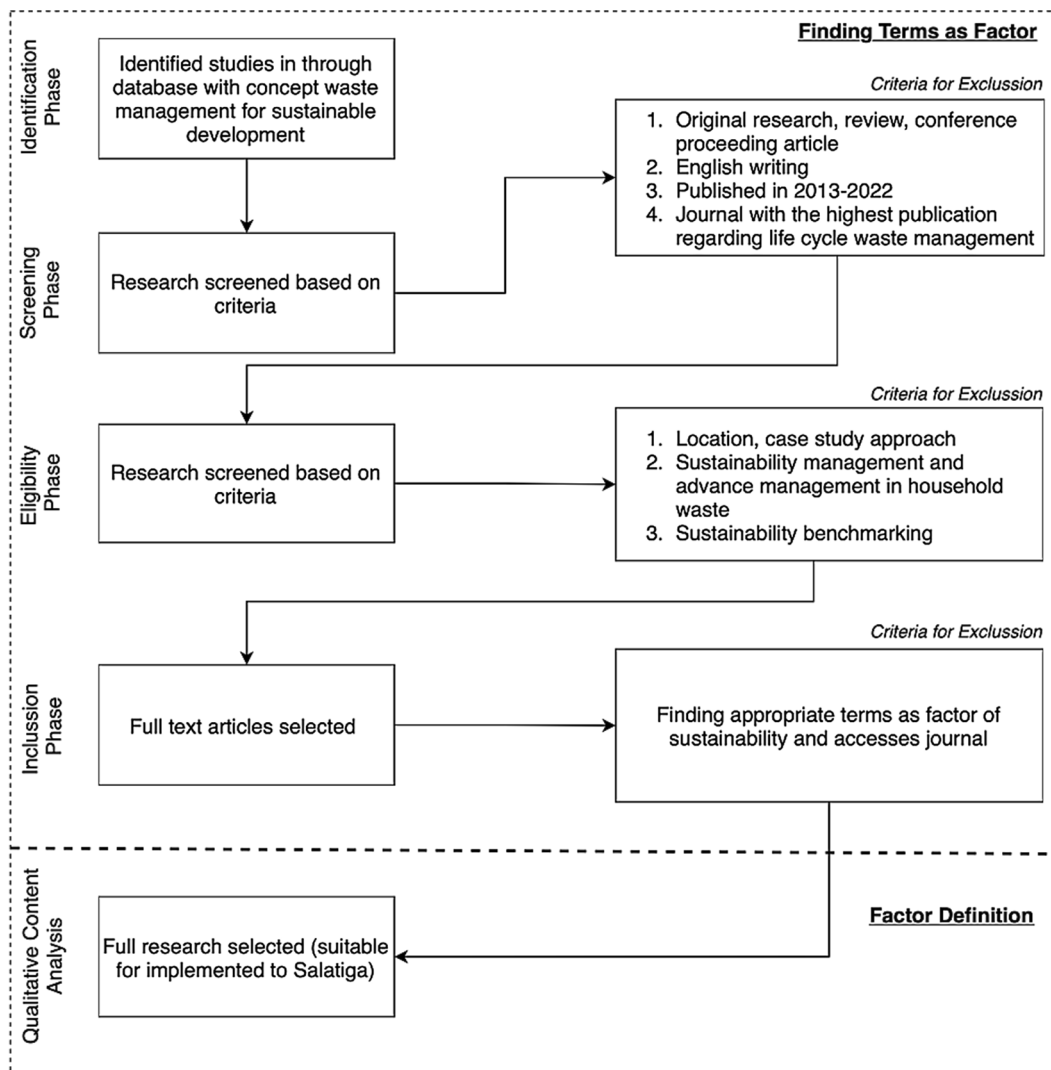 Finding Terms as Factor
Identification
Phase
Identified studies in through
database with concept waste
management for sustainable
development
Criteria for Exclussion
1. Original research, review, conference
proceeding article
2. English writing
3. Published in 2013-2022
4. Journal with the highest publication
regarding life cycle waste management
Screening
Phase
Research screened based on
criteria
Eligibility
Phase
Research screened based on
criteria
Criteria for Exclussion
1. Location, case study approach
2. Sustainability management and
advance management in household
waste
3. Sustainability benchmarking
Inclussion
Phase
Full text articles selected
Criteria for Exclussion
Finding appropriate terms as factor of
sustainability and accesses journal
Qualitative Content
Analysis
Full research selected (suitable
for implemented to Salatiga)
Factor Definition